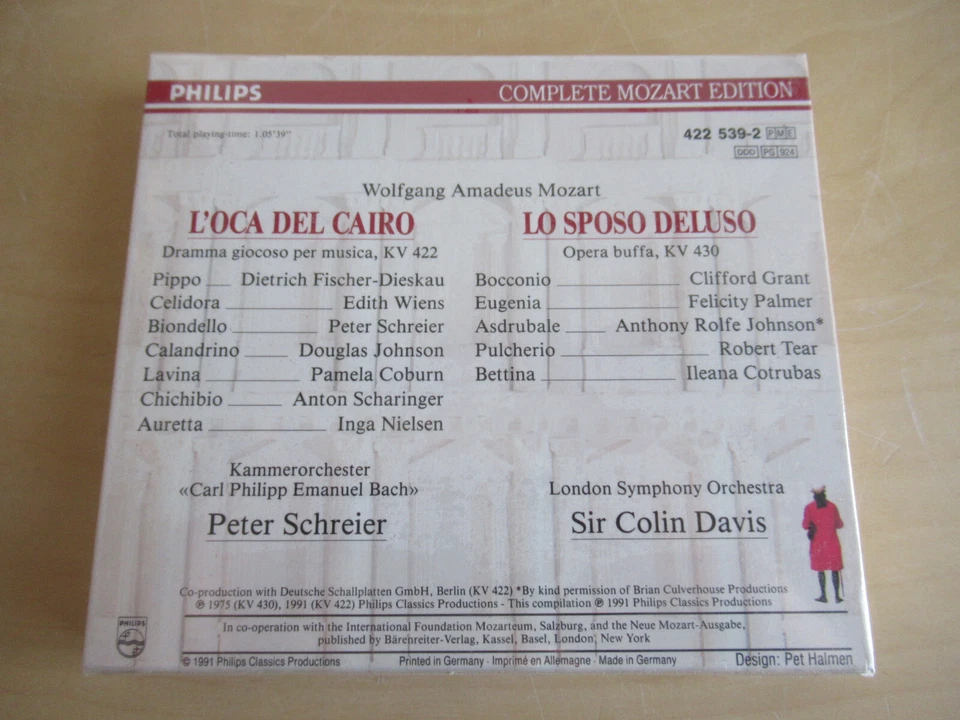 PHILIPS COMPLETE MOZART EDITION
Total playing-time: 1.05'39"
422 539-2 PME
DDD PG 924
Wolfgang Amadeus Mozart
L'OCA DEL CAIRO
Dramma giocoso per musica, KV 422
Pippo Dietrich Fischer-Dieskau
Celidora Edith Wiens
Biondello Peter Schreier
Calandrino Douglas Johnson
Lavina Pamela Coburn
Chichibio Anton Scharinger
Auretta Inga Nielsen
Kammerorchester
«Carl Philipp Emanuel Bach»
Peter Schreier
LO SPOSO DELUSO
Opera buffa, KV 430
Bocconio Clifford Grant
Eugenia Felicity Palmer
Asdrubale Anthony Rolfe Johnson*
Pulcherio Robert Tear
Bettina Ileana Cotrubas
London Symphony Orchestra
Sir Colin Davis
Co-production with Deutsche Schallplatten GmbH, Berlin (KV 422) *By kind permission of Brian Culverhouse Productions
℗ 1975 (KV 430), 1991 (KV 422) Philips Classics Productions - This compilation ℗ 1991 Philips Classics Productions
In co-operation with the International Foundation Mozarteum, Salzburg, and the Neue Mozart-Ausgabe,
published by Bärenreiter-Verlag, Kassel, Basel, London, New York
PHILIPS
© 1991 Philips Classics Productions Printed in Germany · Imprimé en Allemagne · Made in Germany Design: Pet Halmen